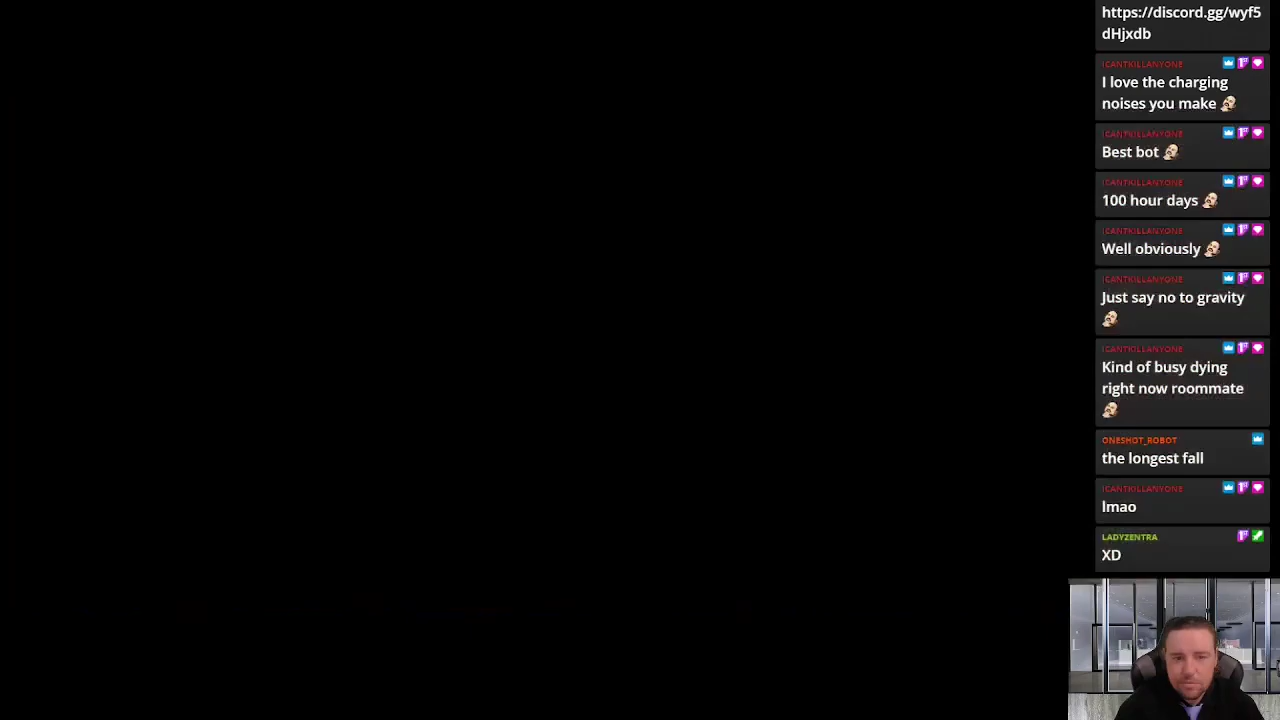 https://discord.gg/wyf5
dHjxdb
ICANTKILLANYONE
I love the charging
noises you make
ICANTKILLANYONE
Best bot
ICANTKILLANYONE
100 hour days
ICANTKILLANYONE
Well obviously
ICANTKILLANYONE
Just say no to gravity
ICANTKILLANYONE
Kind of busy dying
right now roommate
ONESHOT_ROBOT
the longest fall
ICANTKILLANYONE
lmao
LADYZENTRA
XD